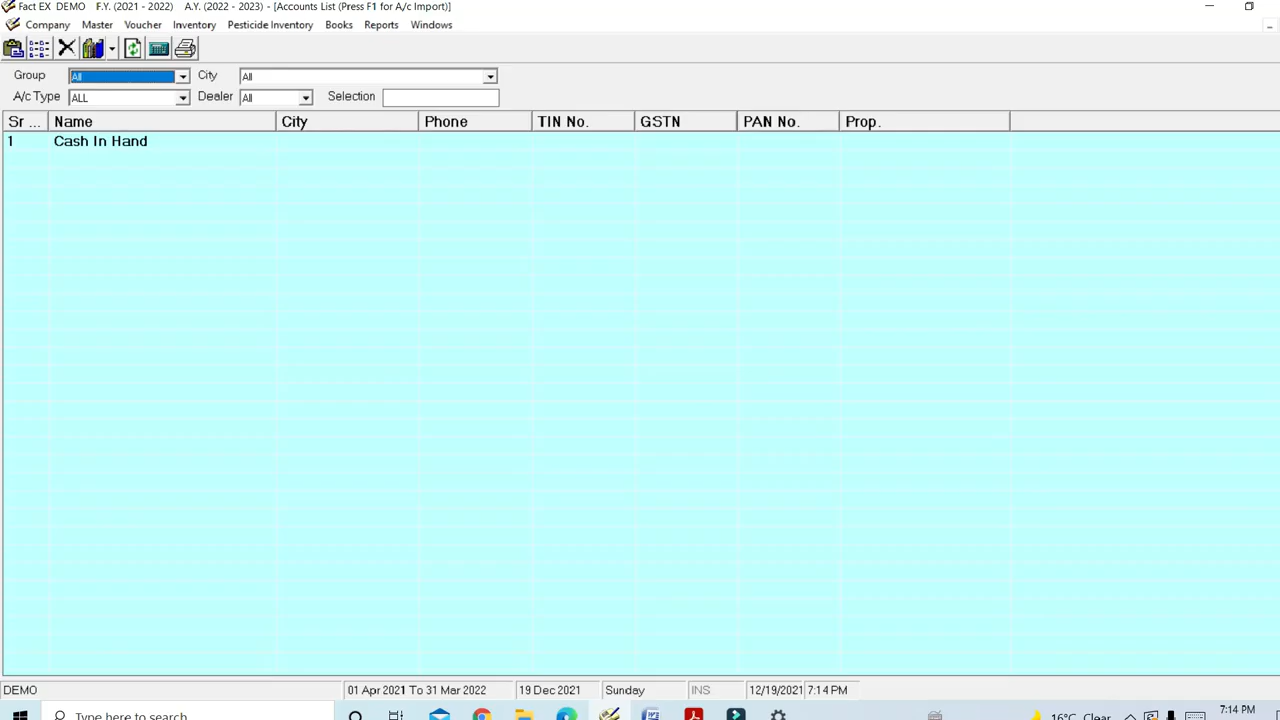 Fact EX DEMO F.Y. (2021 - 2022) A.Y. (2022 - 2023) - [Accounts List (Press F1 for A/c Import)]
Company Master Voucher Inventory Pesticide Inventory Books Reports Windows
Group All City All
A/c Type ALL Dealer All Selection
Sr ... Name City Phone TIN No. GSTN PAN No. Prop.
1 Cash In Hand
DEMO 01 Apr 2021 To 31 Mar 2022 19 Dec 2021 Sunday INS 12/19/2021 7:14 PM
Type here to search 16°C Clear 7:14 PM